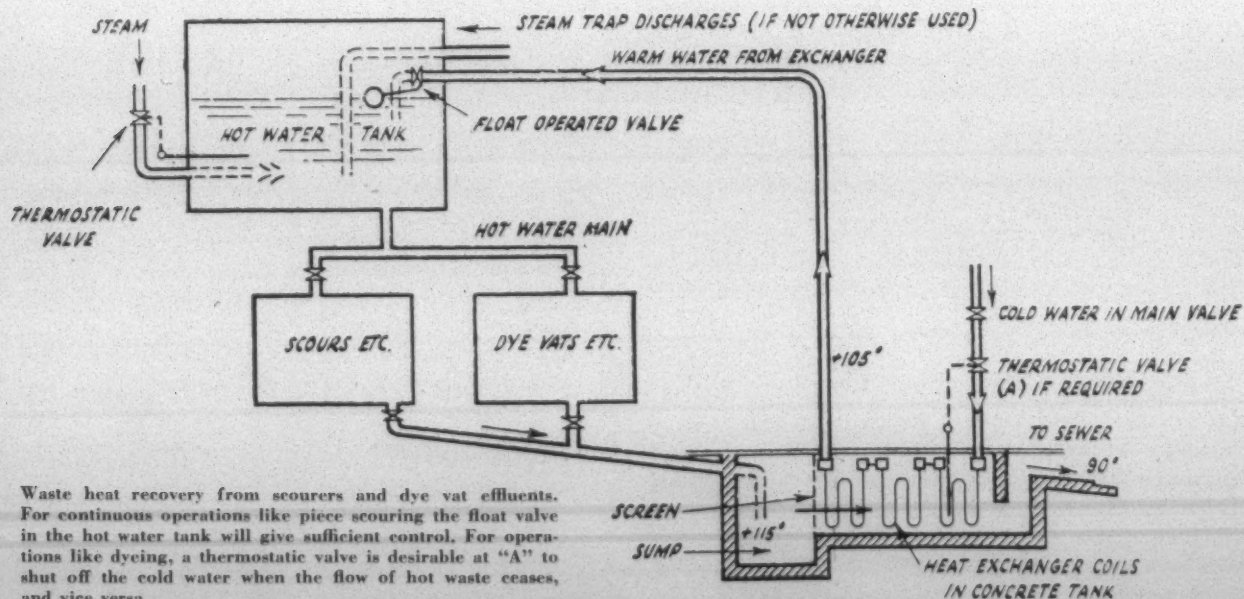 STEAM
STEAM TRAP DISCHARGES (IF NOT OTHERWISE USED)
WARM WATER FROM EXCHANGER
FLOAT OPERATED VALVE
HOT WATER TANK
THERMOSTATIC
VALVE
HOT WATER MAIN
SCOURS ETC.
DYE VATS ETC.
COLD WATER IN MAIN VALVE
+105°
THERMOSTATIC VALVE
(A) IF REQUIRED
TO SEWER
90°
SCREEN
+115°
SUMP
HEAT EXCHANGER COILS
IN CONCRETE TANK
Waste heat recovery from scourers and dye vat effluents.
For continuous operations like piece scouring the float valve
in the hot water tank will give sufficient control. For opera-
tions like dyeing, a thermostatic valve is desirable at “A” to
shut off the cold water when the flow of hot waste ceases,
and vice versa